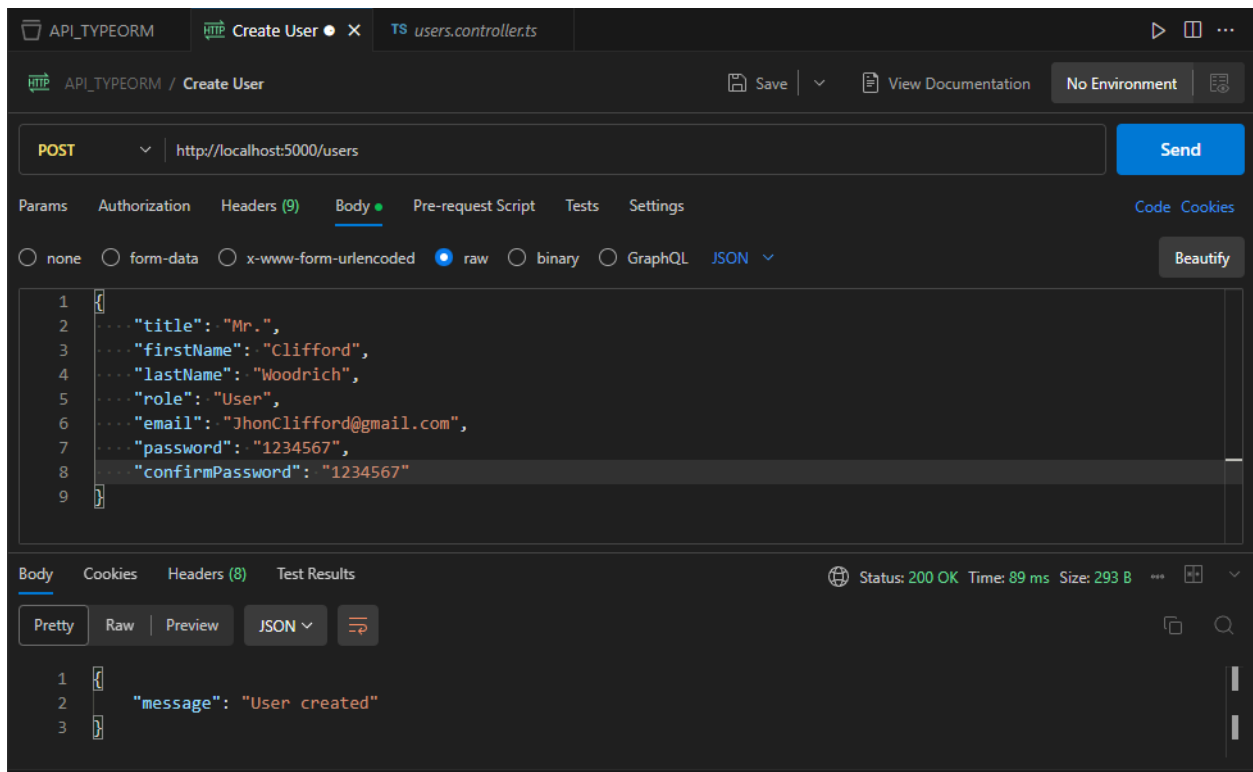 API_TYPEORM HTTP Create User TS users.controller.ts
HTTP API_TYPEORM / Create User Save View Documentation No Environment
POST http://localhost:5000/users Send
Params Authorization Headers (9) Body Pre-request Script Tests Settings Code Cookies
none form-data x-www-form-urlencoded raw binary GraphQL JSON Beautify
1 {
2 ····"title":·"Mr.",
3 ····"firstName":·"Clifford",
4 ····"lastName":·"Woodrich",
5 ····"role":·"User",
6 ····"email":·"JhonClifford@gmail.com",
7 ····"password":·"1234567",
8 ····"confirmPassword":·"1234567"
9 }
Body Cookies Headers (8) Test Results Status: 200 OK Time: 89 ms Size: 293 B
Pretty Raw Preview JSON
1 {
2 "message": "User created"
3 }